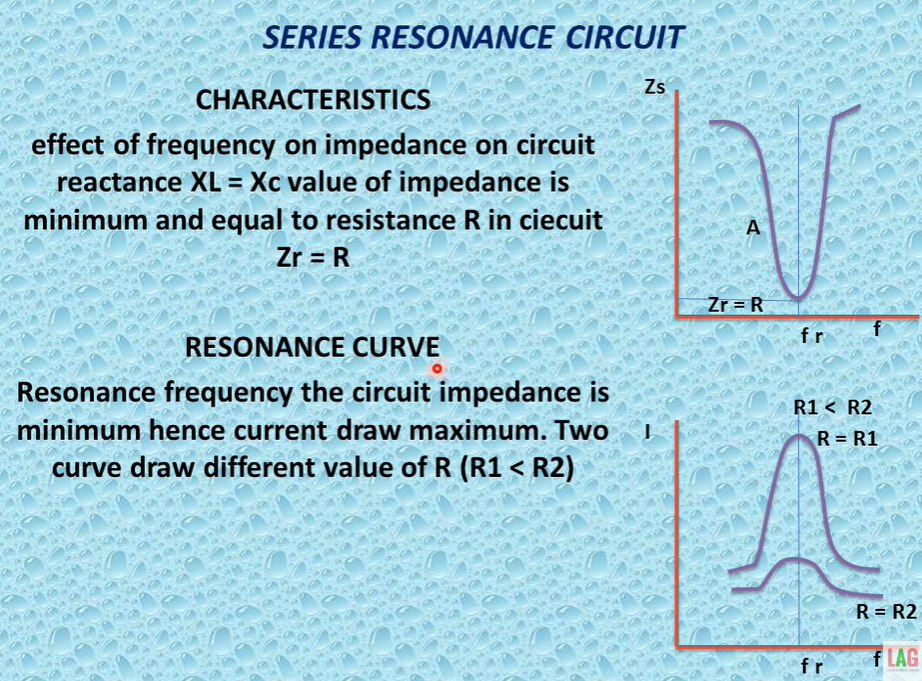 SERIES RESONANCE CIRCUIT
CHARACTERISTICS
effect of frequency on impedance on circuit
reactance XL = Xc value of impedance is
minimum and equal to resistance R in ciecuit
Zr = R
RESONANCE CURVE
Resonance frequency the circuit impedance is
minimum hence current draw maximum. Two
curve draw different value of R (R1 < R2)
Zs
A
Zr = R
f r
f
R1 < R2
I
R = R1
R = R2
f r
f
LAG